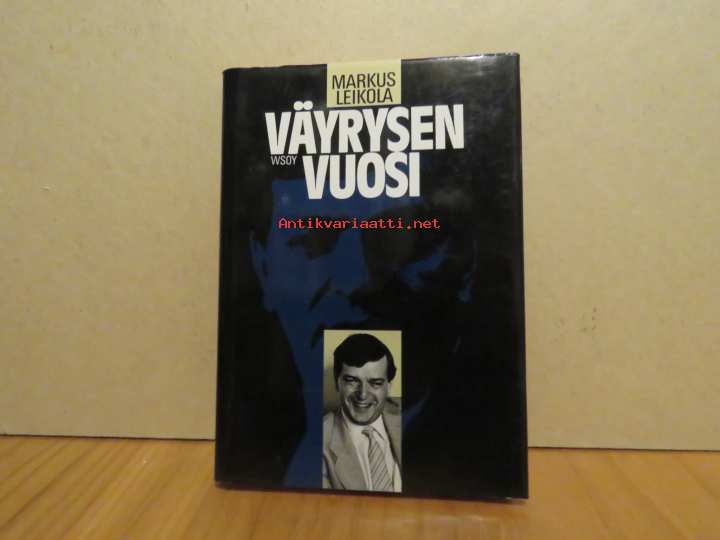 MARKUS
LEIKOLA
VÄYRYSEN
WSOY VUOSI
Antikvariaatti.net